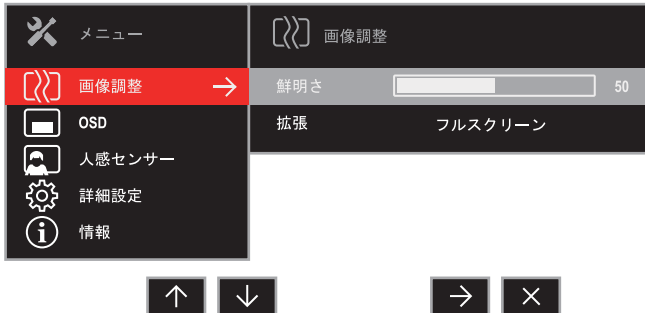 メニュー
画像調整
OSD
人感センサー
詳細設定
情報
画像調整
鮮明さ 50
拡張 フルスクリーン